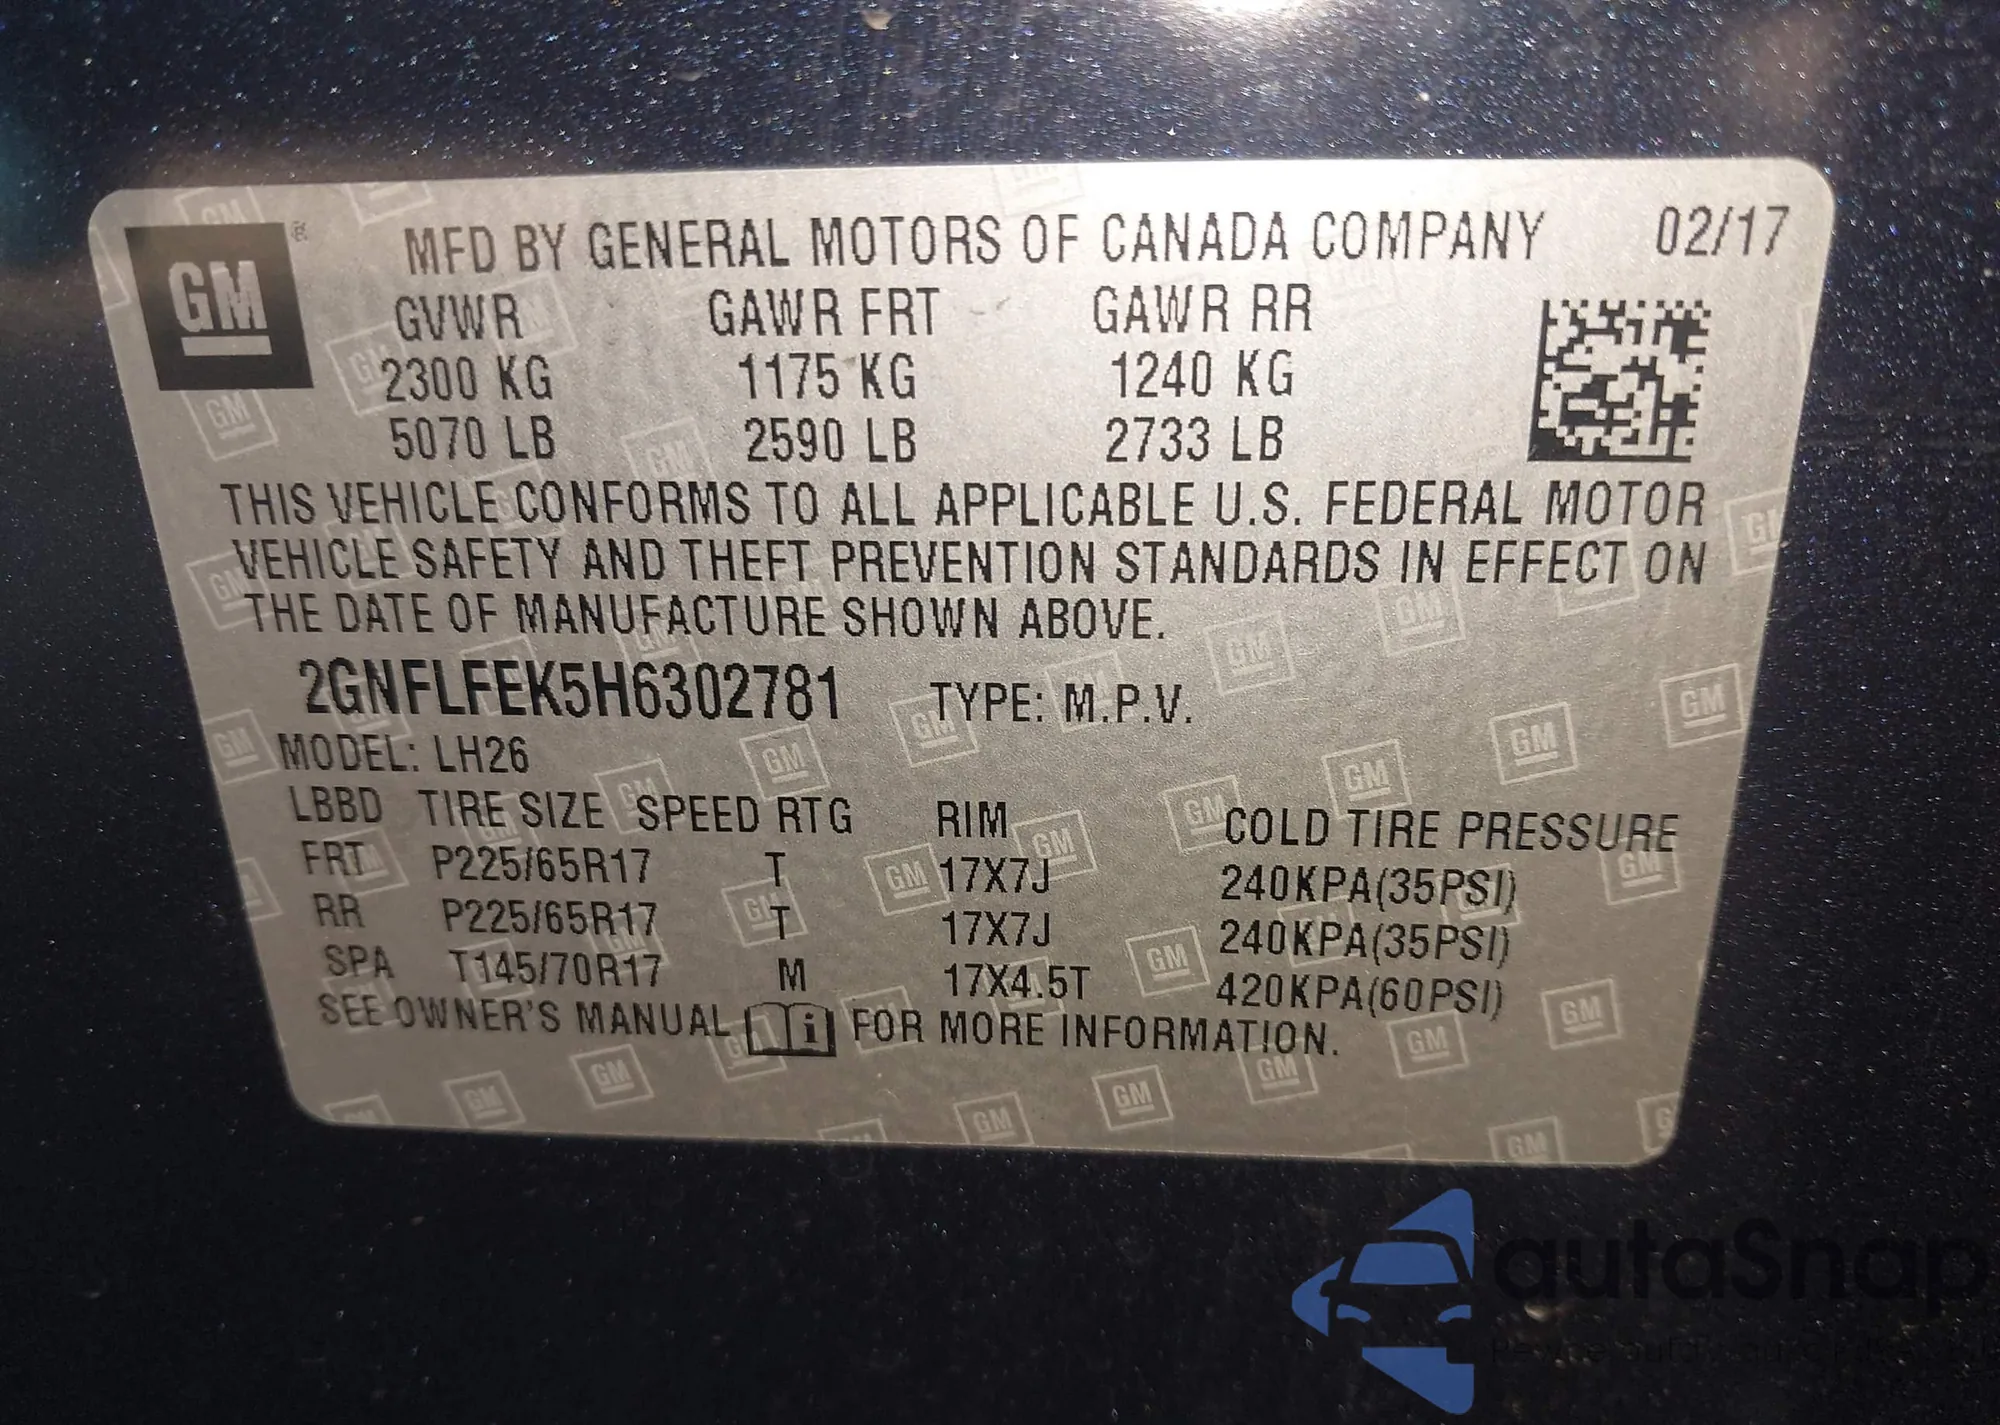 GM ®
MFD BY GENERAL MOTORS OF CANADA COMPANY 02/17
GVWR GAWR FRT GAWR RR
2300 KG 1175 KG 1240 KG
5070 LB 2590 LB 2733 LB
THIS VEHICLE CONFORMS TO ALL APPLICABLE U.S. FEDERAL MOTOR
VEHICLE SAFETY AND THEFT PREVENTION STANDARDS IN EFFECT ON
THE DATE OF MANUFACTURE SHOWN ABOVE.
2GNFLFEK5H6302781 TYPE: M.P.V.
MODEL: LH26
LBBD TIRE SIZE SPEED RTG RIM COLD TIRE PRESSURE
FRT P225/65R17 T 17X7J 240KPA(35PSI)
RR P225/65R17 T 17X7J 240KPA(35PSI)
SPA T145/70R17 M 17X4.5T 420KPA(60PSI)
SEE OWNER'S MANUAL i FOR MORE INFORMATION.
autaSnap